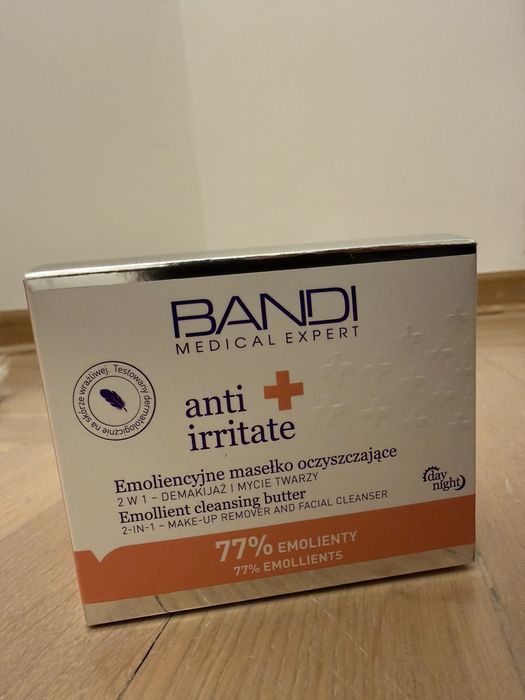 BANDI
MEDICAL EXPERT
anti
irritate
Testowany dermatologicznie na skórze wrażliwej.
Emoliencyjne masełko oczyszczające
2 W 1 – DEMAKIJAŻ I MYCIE TWARZY
Emollient cleansing butter
2-IN-1 – MAKE-UP REMOVER AND FACIAL CLEANSER
day
night
77% EMOLIENTY
77% EMOLLIENTS